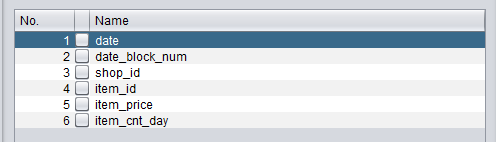 No. Name
1 date
2 date_block_num
3 shop_id
4 item_id
5 item_price
6 item_cnt_day